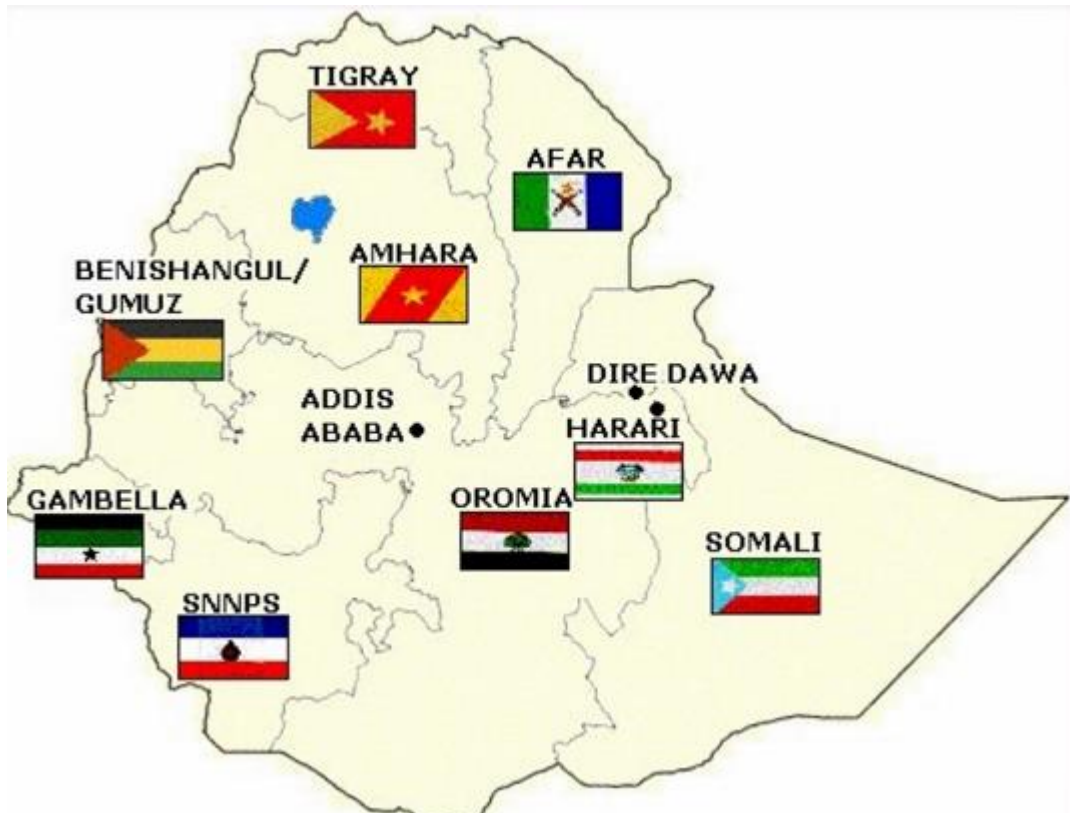 TIGRAY
AFAR
AMHARA
BENISHANGUL/
GUMUZ
DIRE DAWA
ADDIS
ABABA
HARARI
GAMBELLA
OROMIA
SOMALI
SNNPS